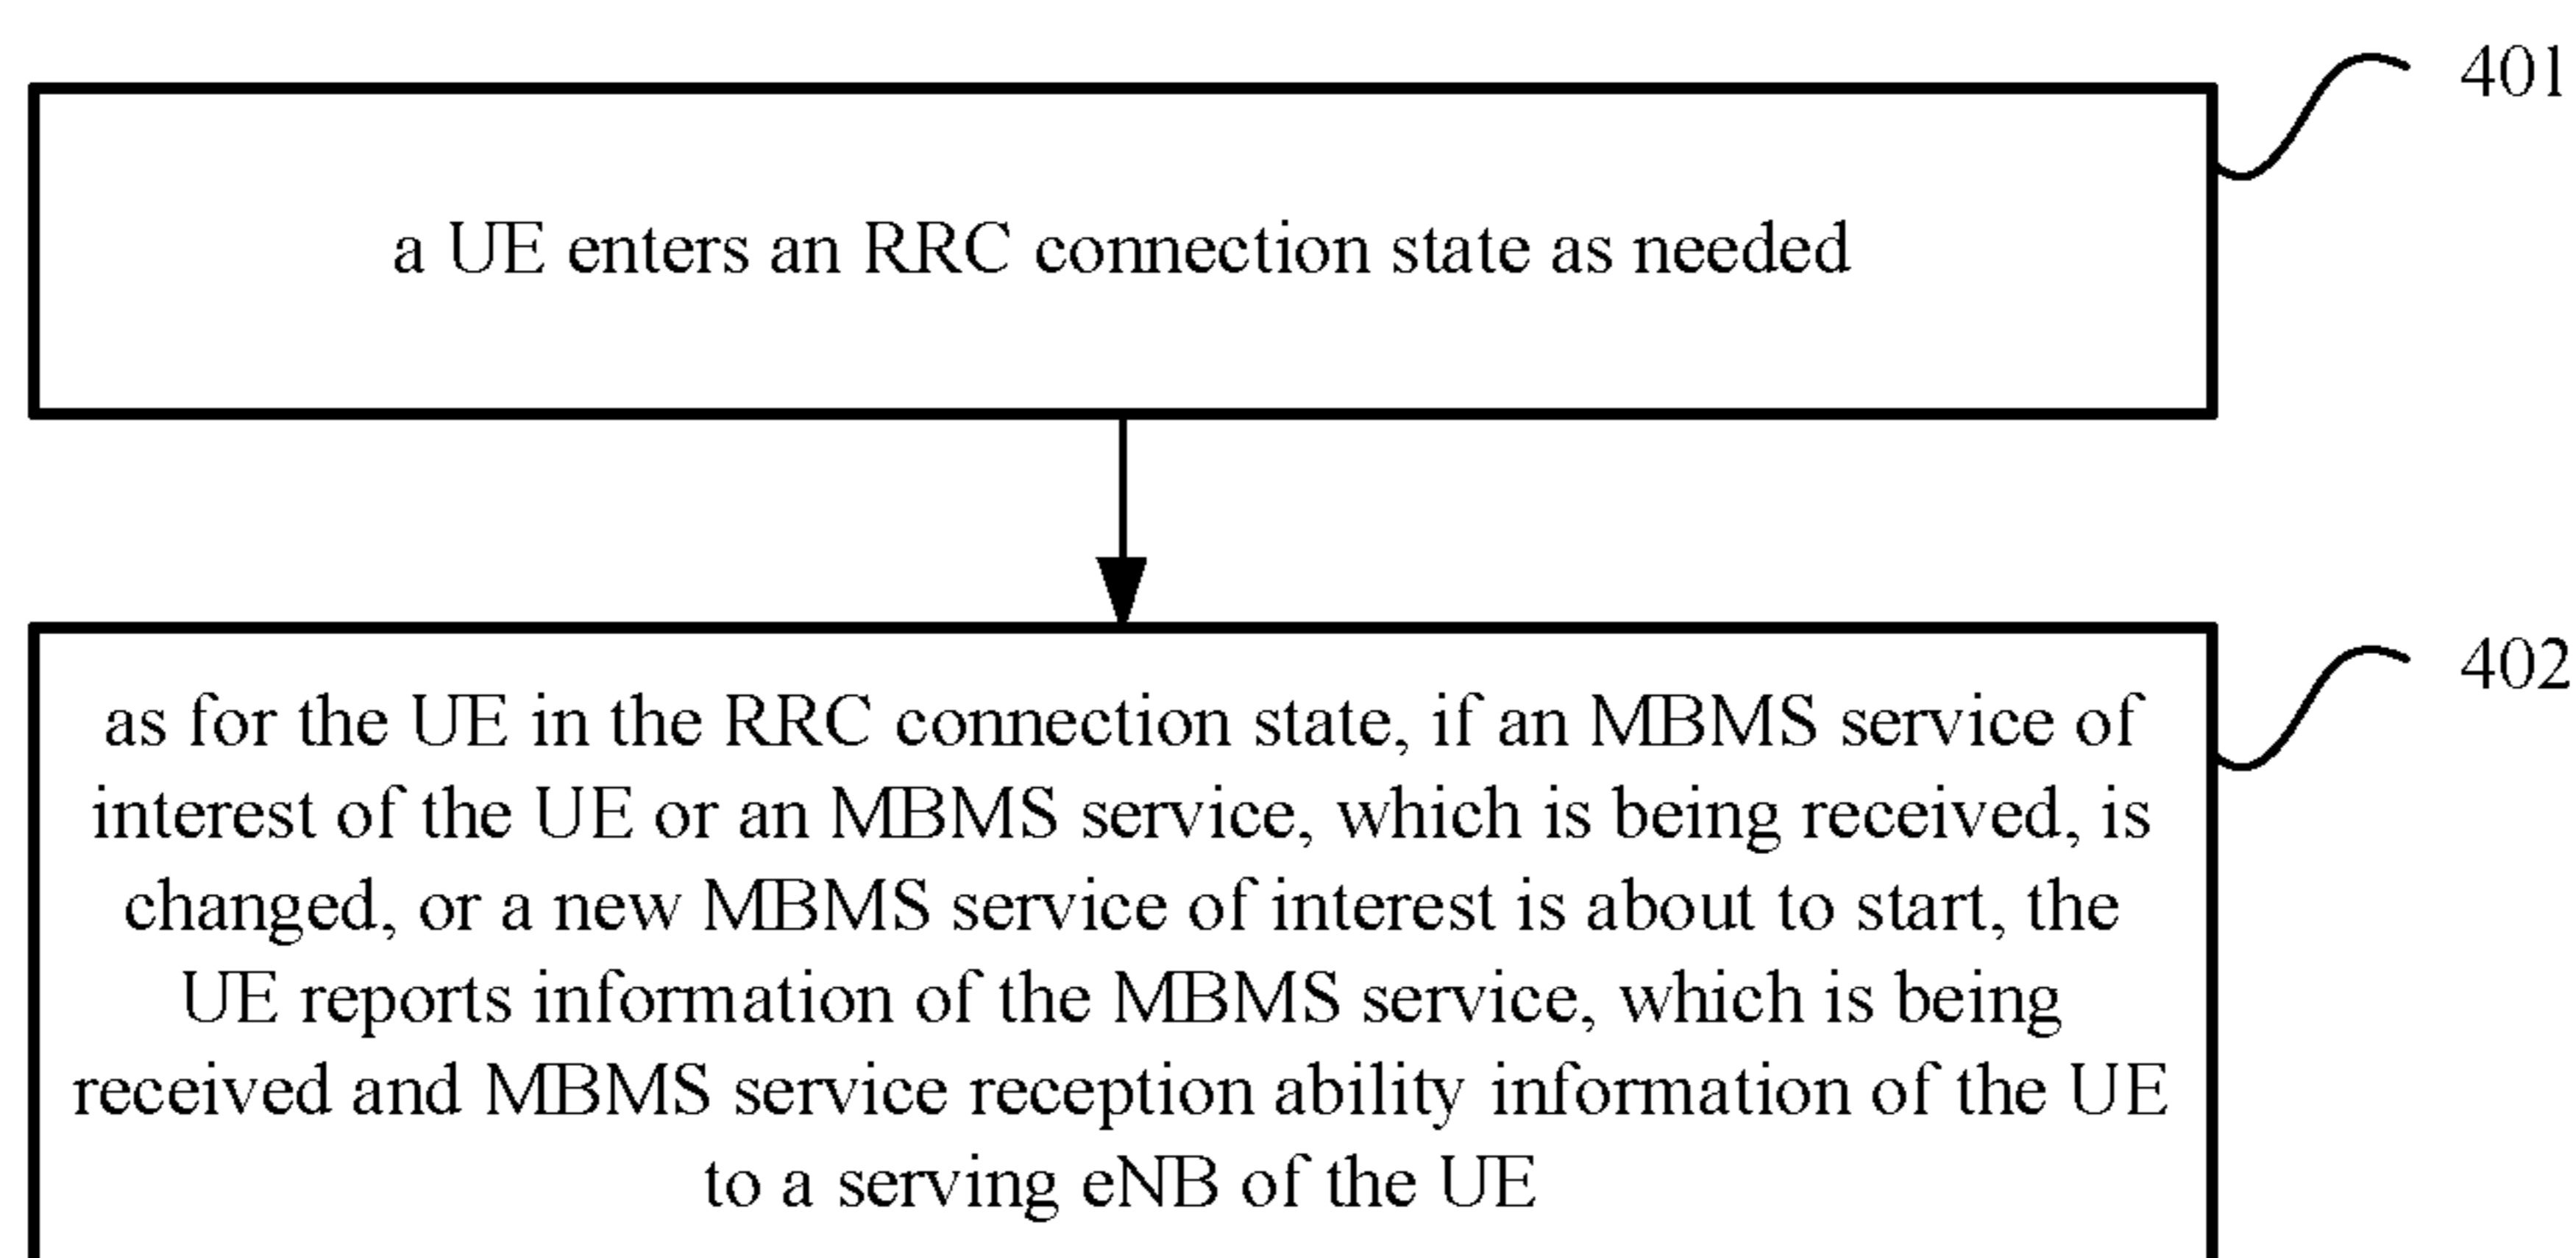 401
a UE enters an RRC connection state as needed
402
as for the UE in the RRC connection state, if an MBMS service of
interest of the UE or an MBMS service, which is being received, is
changed, or a new MBMS service of interest is about to start, the
UE reports information of the MBMS service, which is being
received and MBMS service reception ability information of the UE
to a serving eNB of the UE